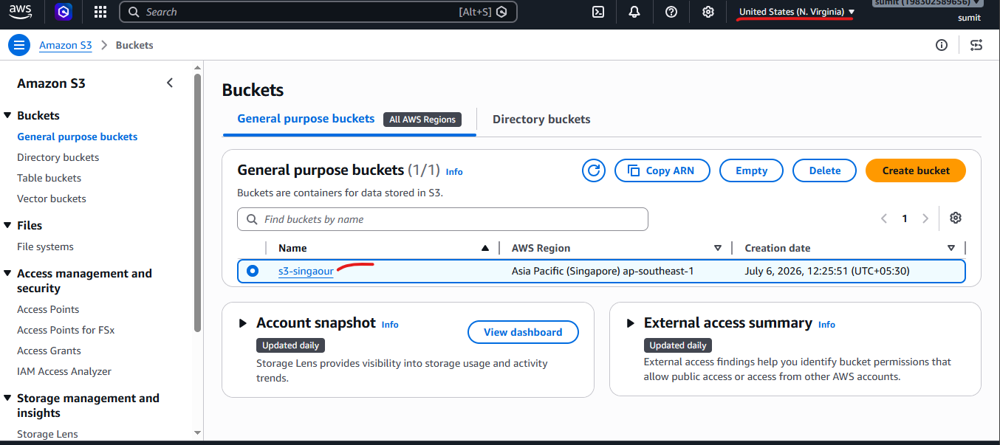 aws
Search [Alt+S]
United States (N. Virginia)
sumit (198302589656)
sumit
Amazon S3 > Buckets
Amazon S3
Buckets
General purpose buckets
Directory buckets
Table buckets
Vector buckets
Files
File systems
Access management and
security
Access Points
Access Points for FSx
Access Grants
IAM Access Analyzer
Storage management and
insights
Storage Lens
Buckets
General purpose buckets All AWS Regions
Directory buckets
General purpose buckets (1/1) Info
Copy ARN
Empty
Delete
Create bucket
Buckets are containers for data stored in S3.
Find buckets by name
1
Name AWS Region Creation date
s3-singaour Asia Pacific (Singapore) ap-southeast-1 July 6, 2026, 12:25:51 (UTC+05:30)
Account snapshot Info
Updated daily
View dashboard
Storage Lens provides visibility into storage usage and activity
trends.
External access summary Info
Updated daily
External access findings help you identify bucket permissions that
allow public access or access from other AWS accounts.